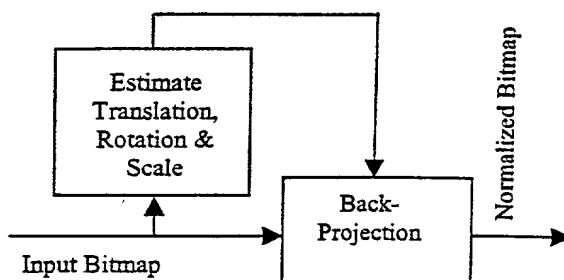 Estimate
Translation,
Rotation &
Scale
Normalized Bitmap
Back-
Projection
Input Bitmap